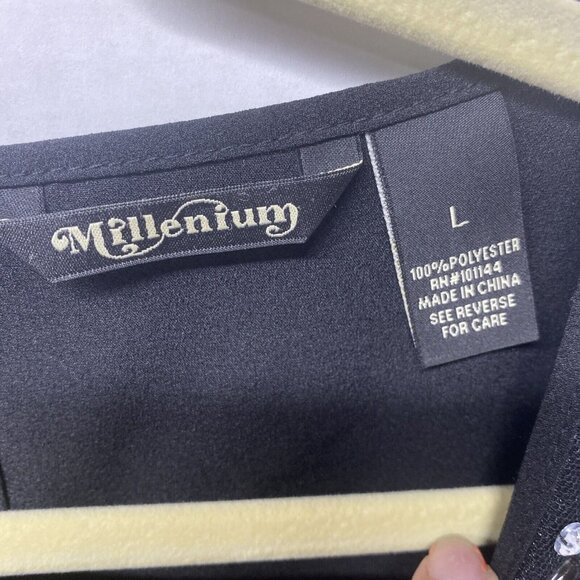 Millenium
L
100%POLYESTER
RN#101144
MADE IN CHINA
SEE REVERSE
FOR CARE